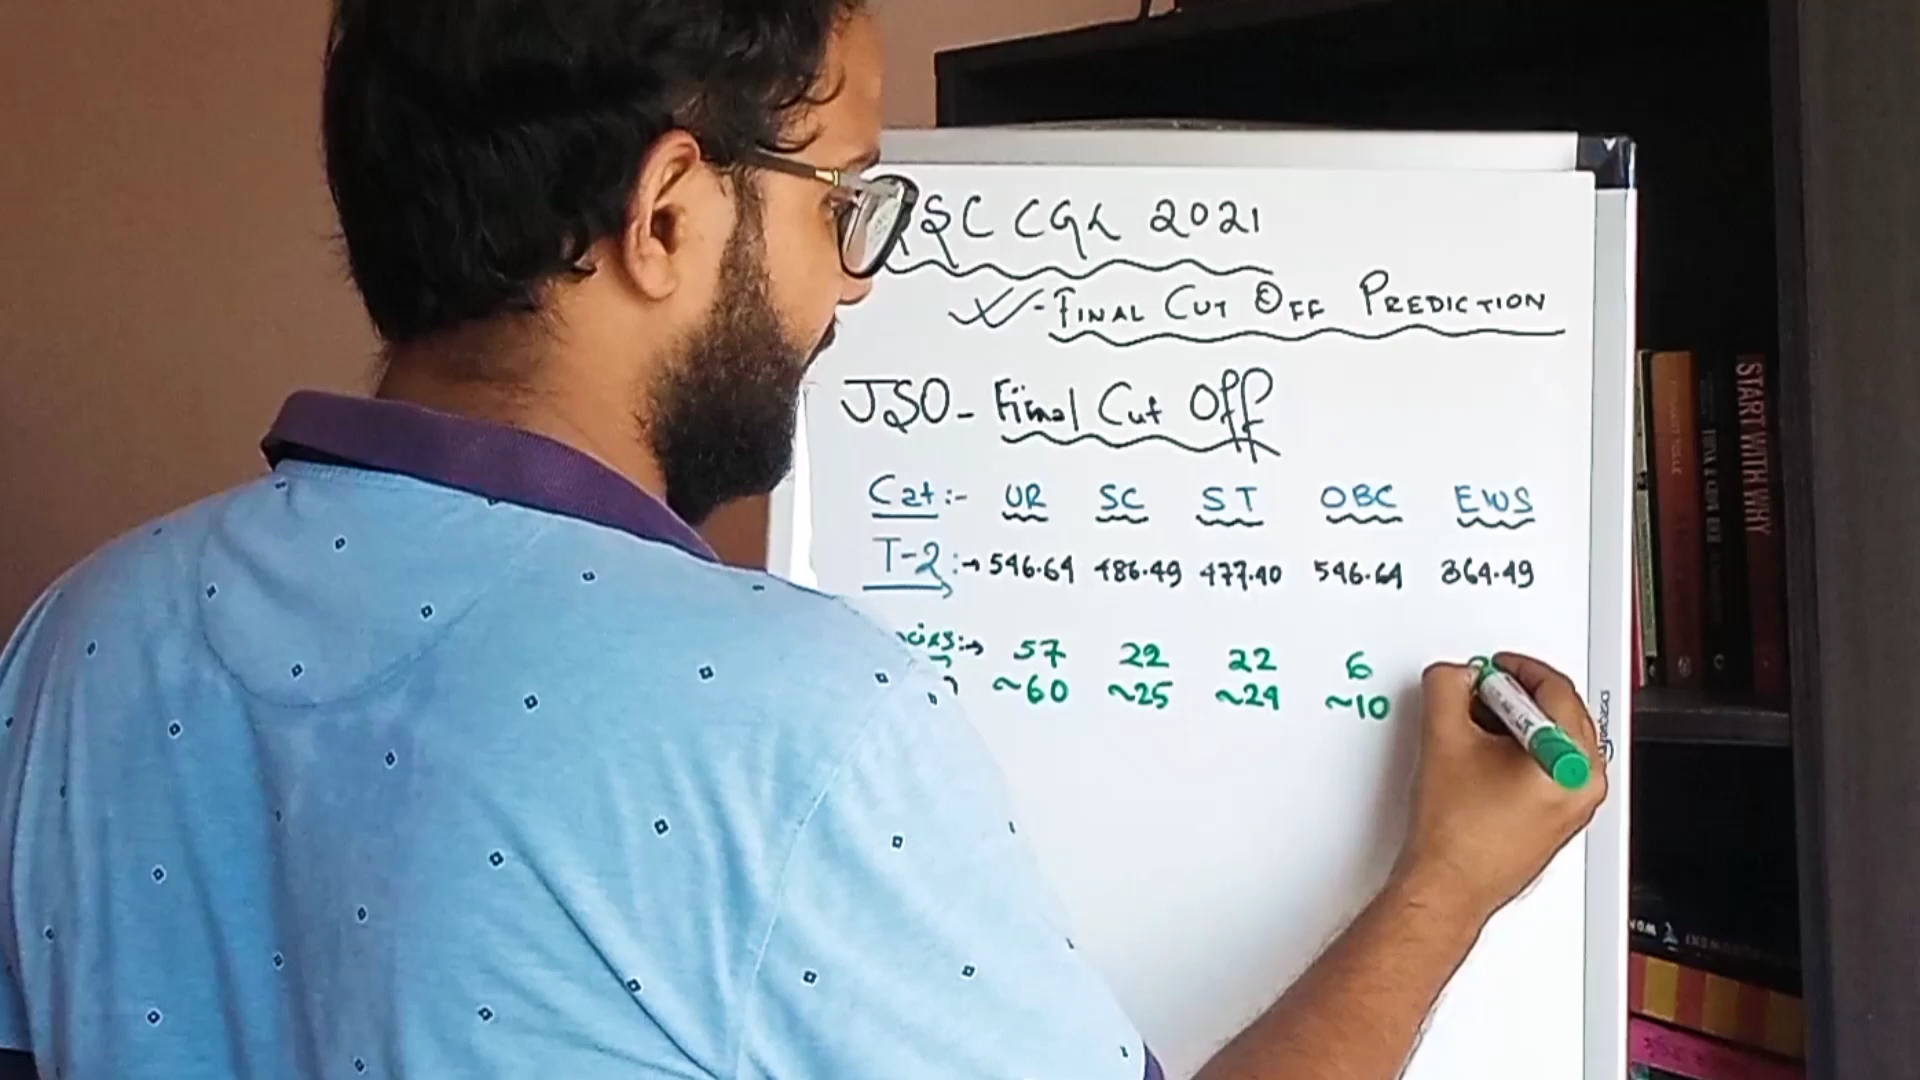 SSC CGL 2021
- FINAL CUT OFF PREDICTION
JSO - Final Cut Off
Cat :- UR SC ST OBC EWS
T-2 :→ 546.64 486.49 477.40 546.64 364.49
ncies :→ 57 22 22 6
~60 ~25 ~24 ~10
START WITH WHY